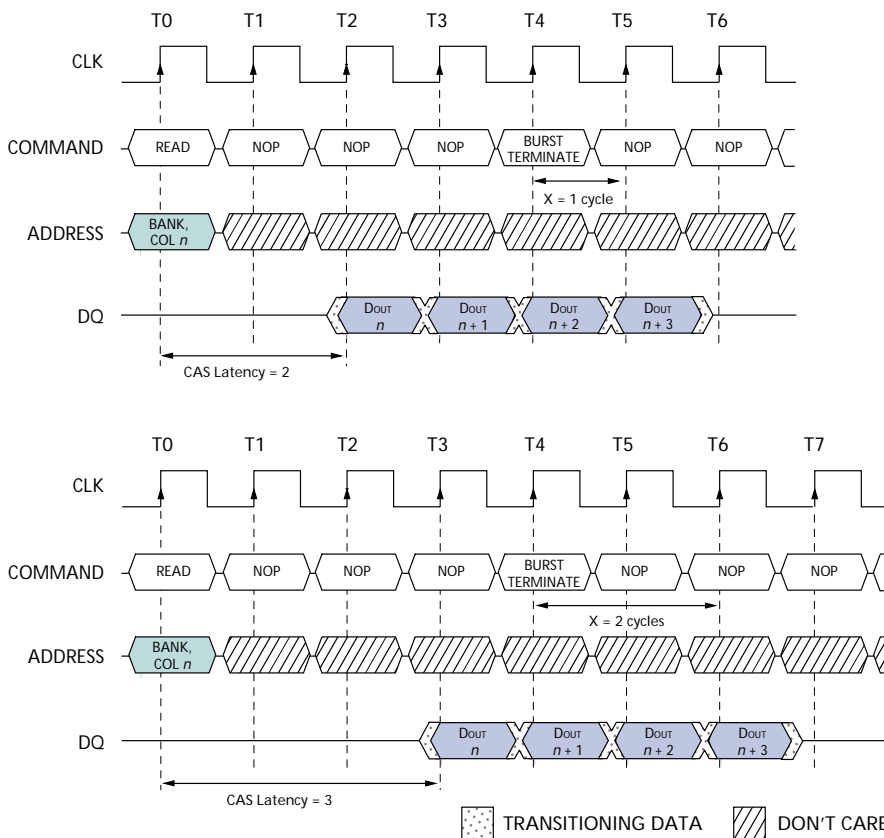 T0 T1 T2 T3 T4 T5 T6
CLK
COMMAND READ NOP NOP NOP BURST TERMINATE NOP NOP
X = 1 cycle
ADDRESS BANK, COL n
DQ DOUT n DOUT n + 1 DOUT n + 2 DOUT n + 3
CAS Latency = 2
T0 T1 T2 T3 T4 T5 T6 T7
CLK
COMMAND READ NOP NOP NOP BURST TERMINATE NOP NOP NOP
X = 2 cycles
ADDRESS BANK, COL n
DQ DOUT n DOUT n + 1 DOUT n + 2 DOUT n + 3
CAS Latency = 3
TRANSITIONING DATA DON'T CARE